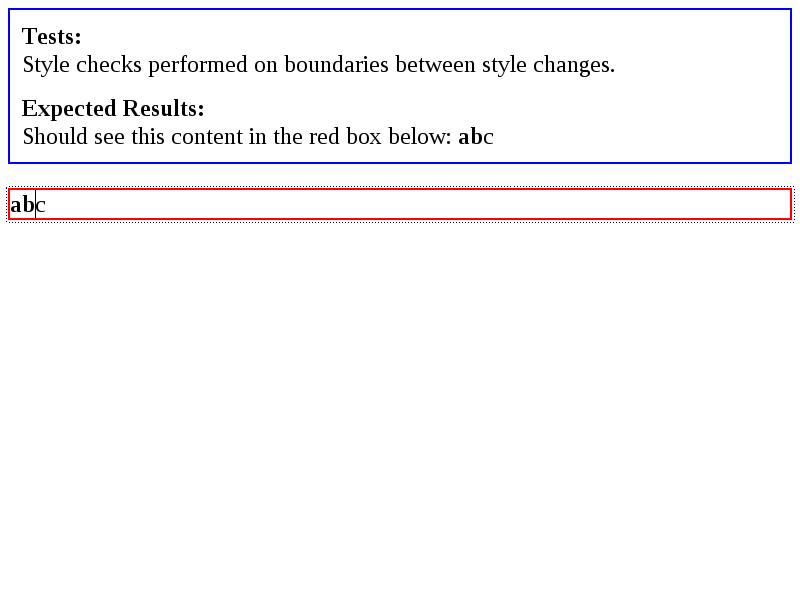 Tests:
Style checks performed on boundaries between style changes.
Expected Results:
Should see this content in the red box below: abc
abc